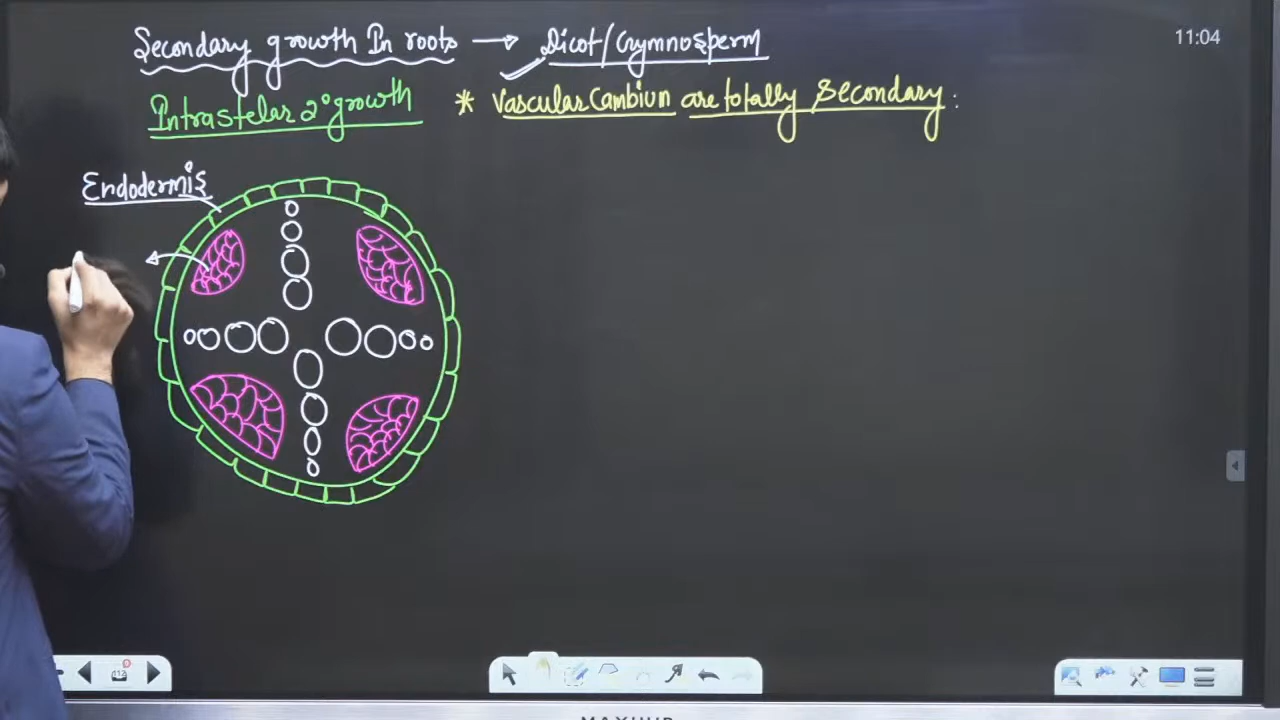 Secondary growth In roots → Dicot/Gymnosperm
11:04
Intrastelar 2° growth * Vascular Cambium are totally Secondary:
Endodermis